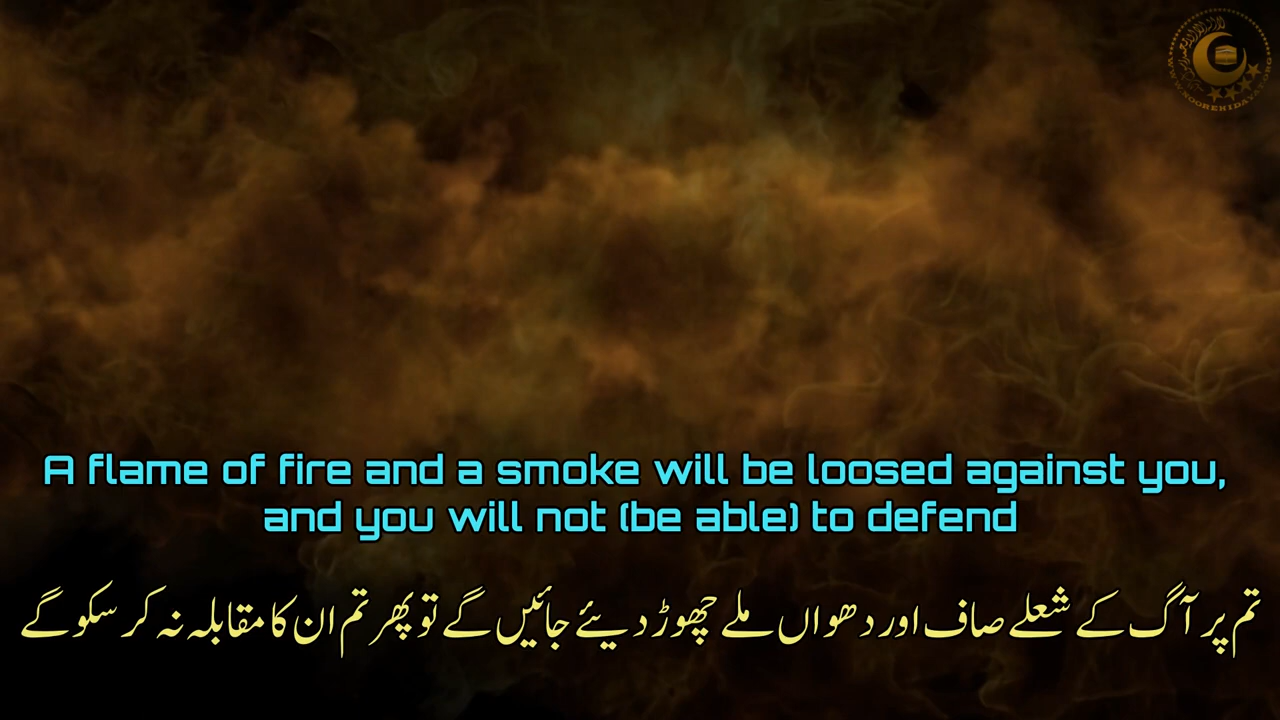 A flame of fire and a smoke will be loosed against you,
and you will not (be able) to defend
تم پر آگ کے شعلے صاف اور دھواں ملے چھوڑ دیئے جائیں گے تو پھر تم ان کا مقابلہ نہ کر سکو گے